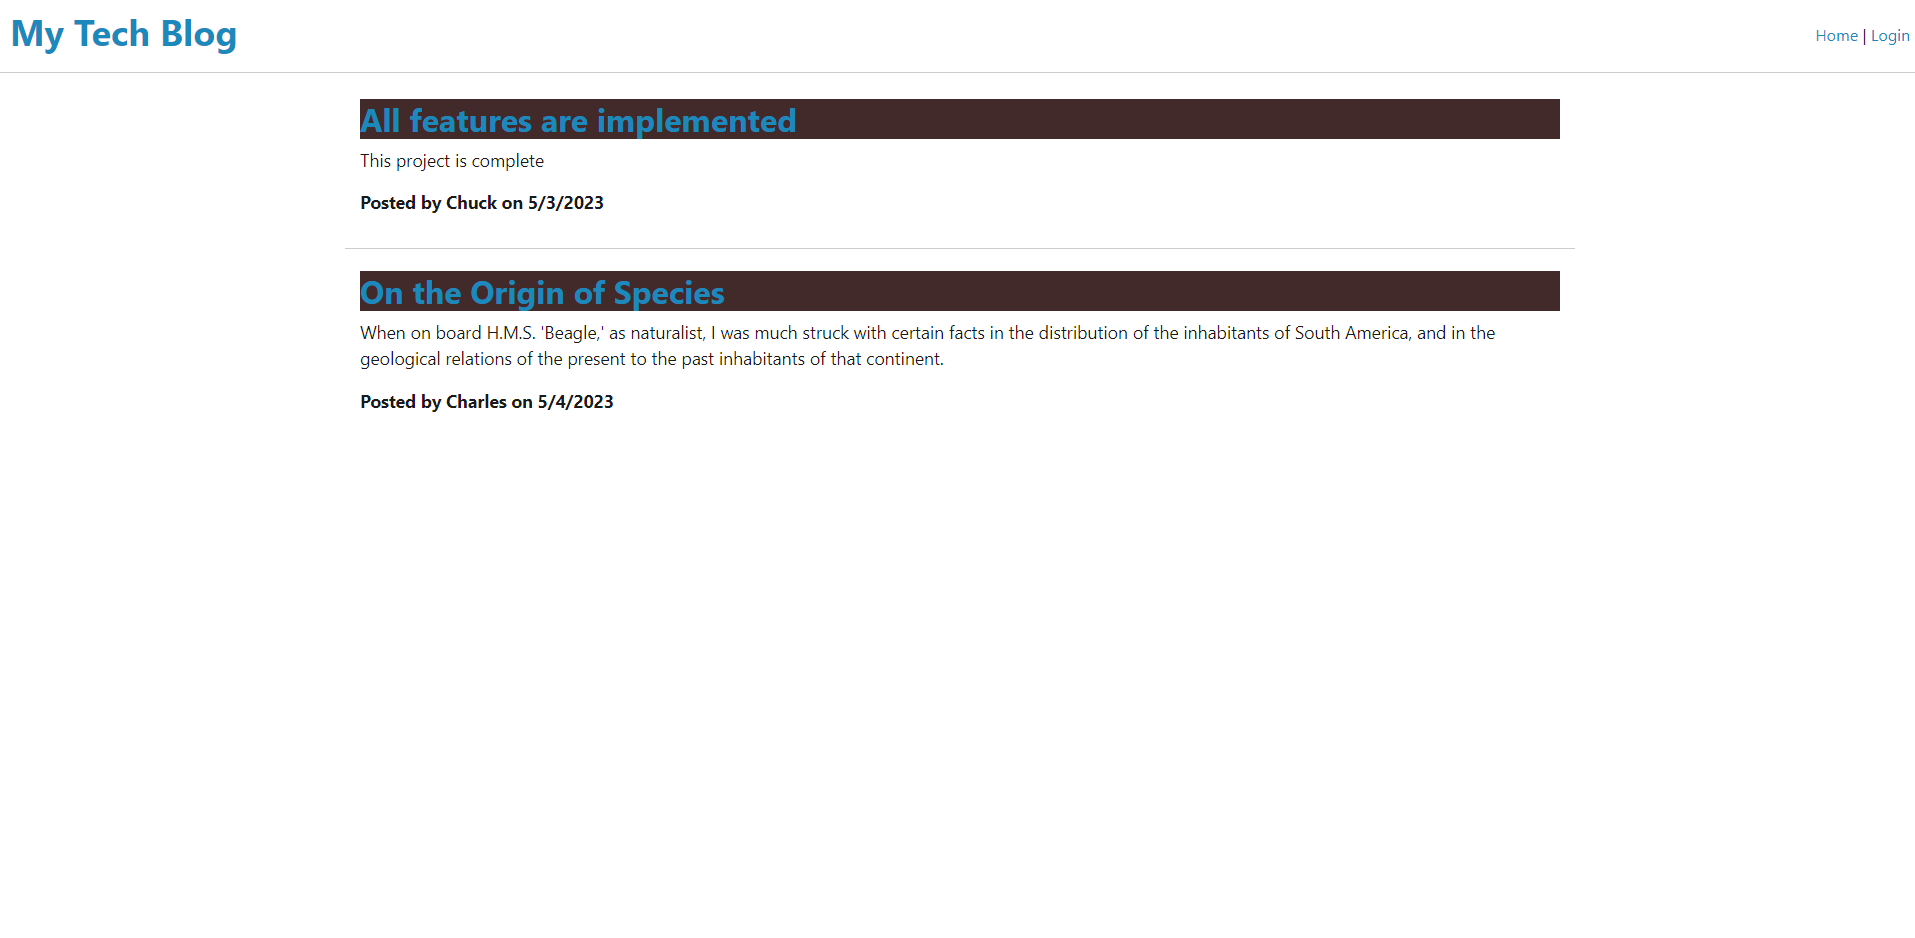 My Tech Blog
Home | Login
All features are implemented
This project is complete
Posted by Chuck on 5/3/2023
On the Origin of Species
When on board H.M.S. 'Beagle,' as naturalist, I was much struck with certain facts in the distribution of the inhabitants of South America, and in the
geological relations of the present to the past inhabitants of that continent.
Posted by Charles on 5/4/2023